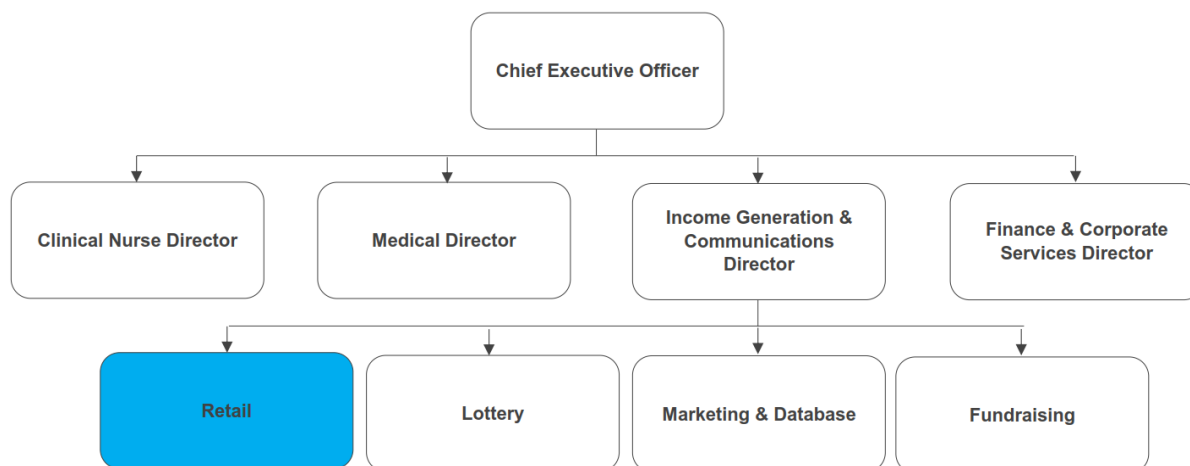 Chief Executive Officer
Clinical Nurse Director
Medical Director
Income Generation &
Communications
Director
Finance & Corporate
Services Director
Retail
Lottery
Marketing & Database
Fundraising